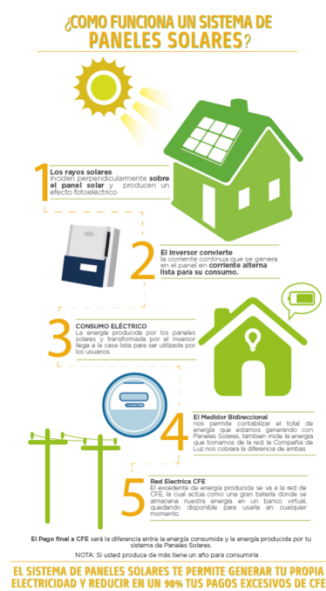 ¿COMO FUNCIONA UN SISTEMA DE
PANELES SOLARES?
1
Los rayos solares
inciden perpendicularmente sobre
el panel solar y producen un
efecto fotoeléctrico
2
El Inversor convierte
la corriente continua que se genera
en el panel en corriente alterna
lista para su consumo.
3
CONSUMO ELÉCTRICO
La energía producida por los paneles
solares y transformada por el inversor
llega a la casa lista para ser utilizada por
los usuarios.
4
El Medidor Bidireccional
nos permite contabilizar el total de
energía que estamos generando con
Paneles Solares, tambien mide la energía
que tomamos de la red; la Compañía de
Luz nos cobrara la diferencia de ambas
5
Red Electrica CFE
El excedente de energía producida se va a la red de
CFE, la cual actúa como una gran batería donde se
almacena nuestra energía en un banco virtual,
quedando disponible para usarla en cualquier
momento.
El Pago final a CFE será la diferencia entre la energía consumida y la energía producida por tu
sistema de Paneles Solares.
NOTA: Si usted produce de más tiene un año para consumirla
EL SISTEMA DE PANELES SOLARES TE PERMITE GENERAR TU PROPIA
ELECTRICIDAD Y REDUCIR EN UN 90% TUS PAGOS EXCESIVOS DE CFE